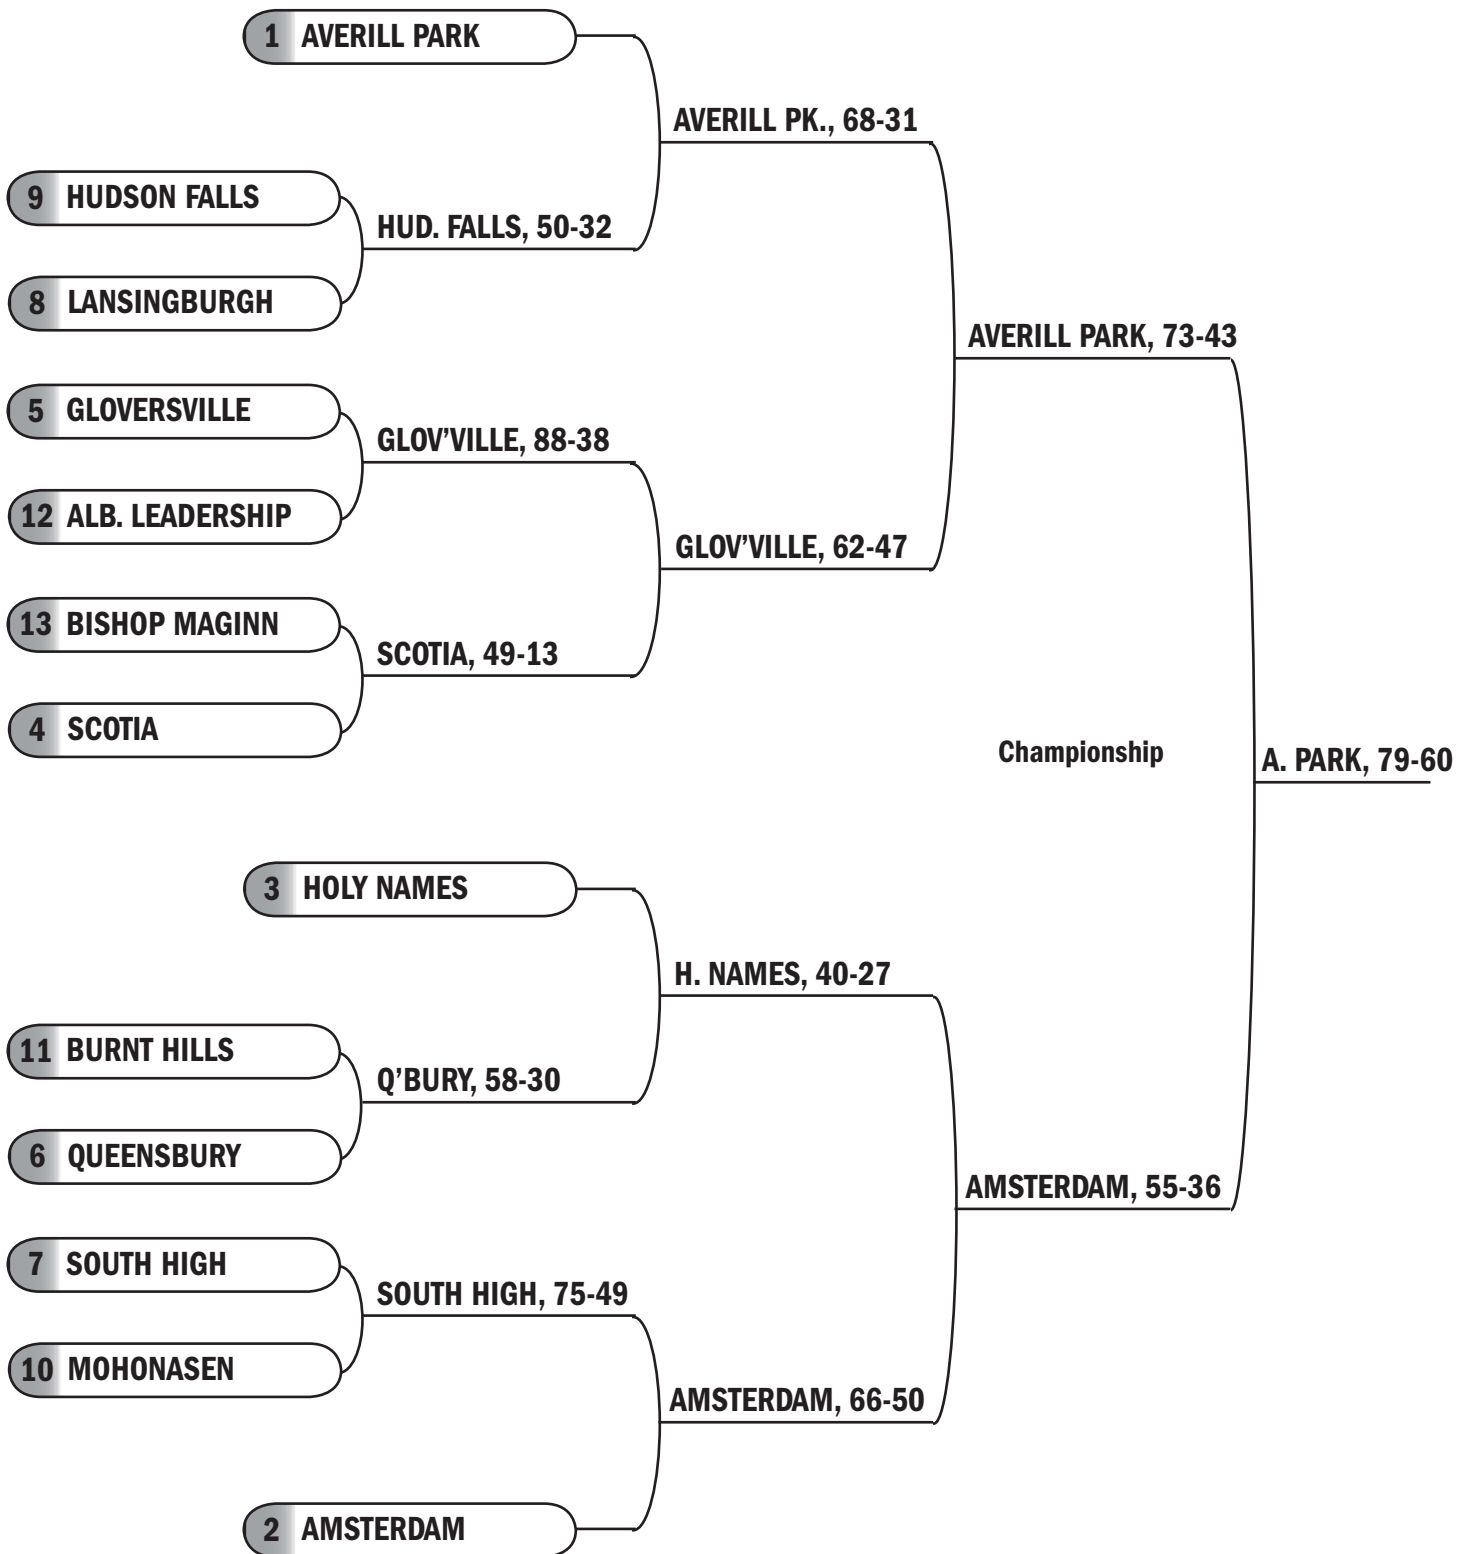 1 AVERILL PARK
AVERILL PK., 68-31
9 HUDSON FALLS
HUD. FALLS, 50-32
8 LANSINGBURGH
AVERILL PARK, 73-43
5 GLOVERSVILLE
GLOV’VILLE, 88-38
12 ALB. LEADERSHIP
GLOV’VILLE, 62-47
13 BISHOP MAGINN
SCOTIA, 49-13
4 SCOTIA
Championship
A. PARK, 79-60
3 HOLY NAMES
H. NAMES, 40-27
11 BURNT HILLS
Q’BURY, 58-30
6 QUEENSBURY
AMSTERDAM, 55-36
7 SOUTH HIGH
SOUTH HIGH, 75-49
10 MOHONASEN
AMSTERDAM, 66-50
2 AMSTERDAM